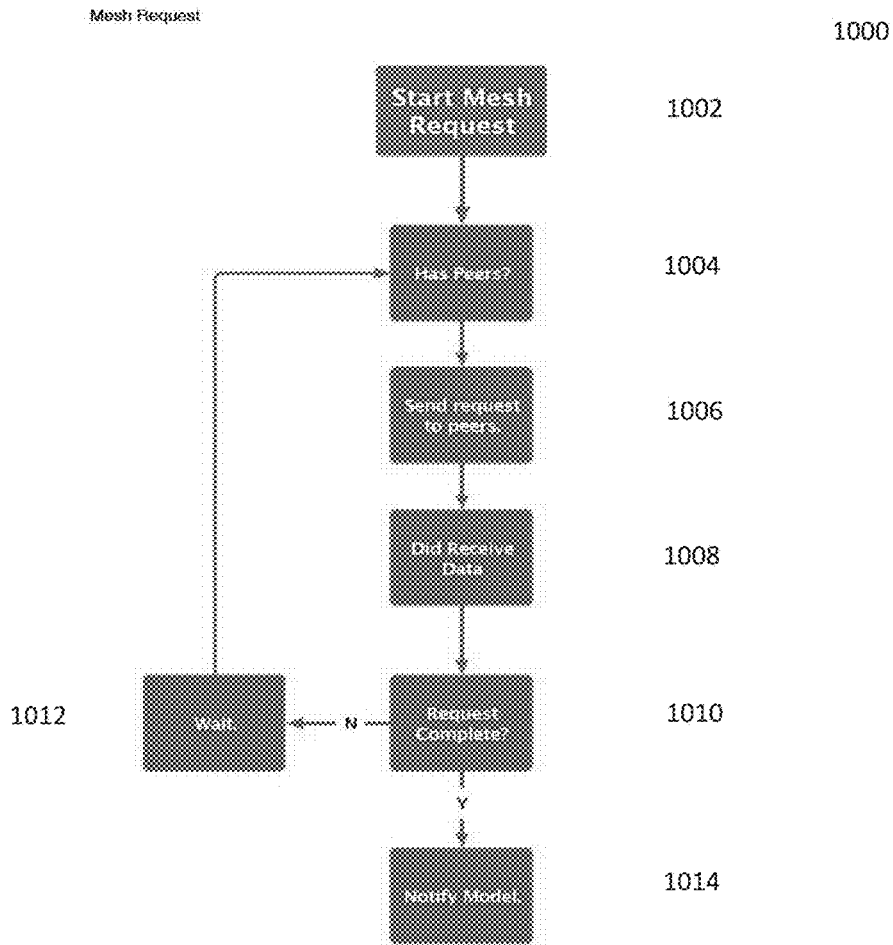 Mesh Request
1000
Start Mesh
Request
1002
Has Peers?
1004
Send request
to peers.
1006
Did Receive
Data
1008
Request
Complete?
1010
N
Wait.
1012
Y
Notify Model.
1014